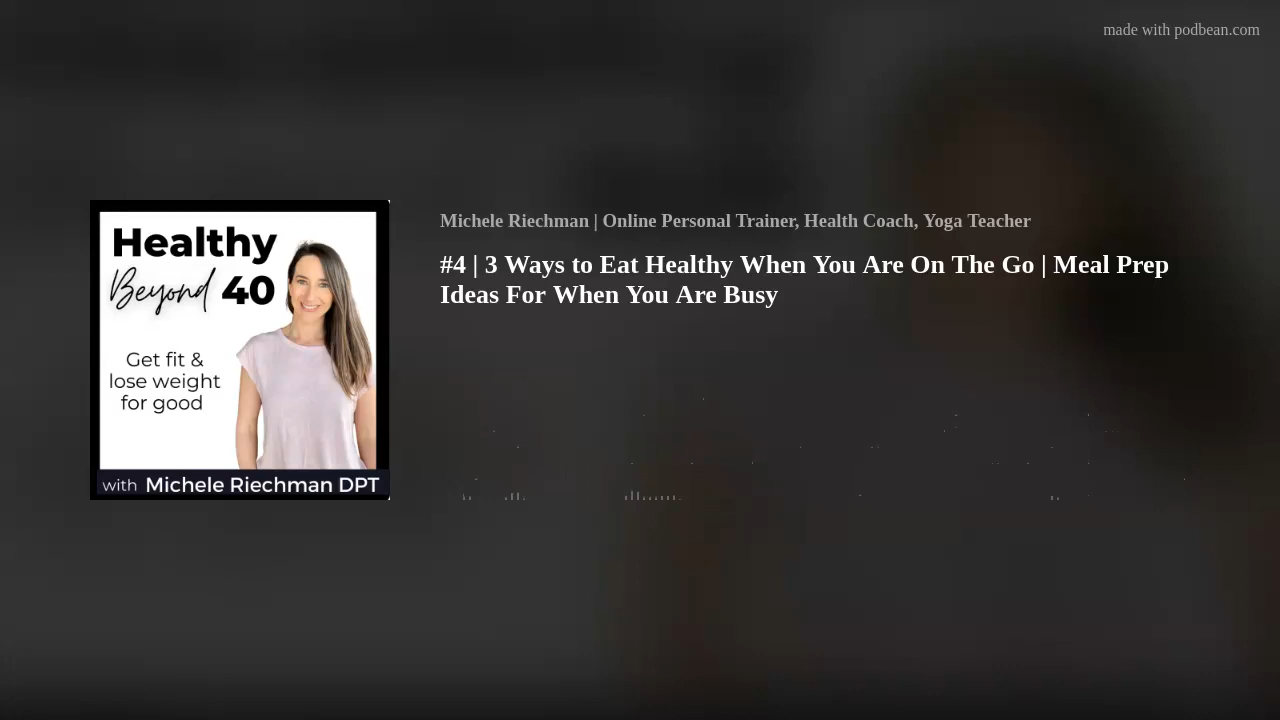 made with podbean.com
Healthy
Beyond 40
Get fit &
lose weight
for good
with Michele Riechman DPT
Michele Riechman | Online Personal Trainer, Health Coach, Yoga Teacher
#4 | 3 Ways to Eat Healthy When You Are On The Go | Meal Prep
Ideas For When You Are Busy